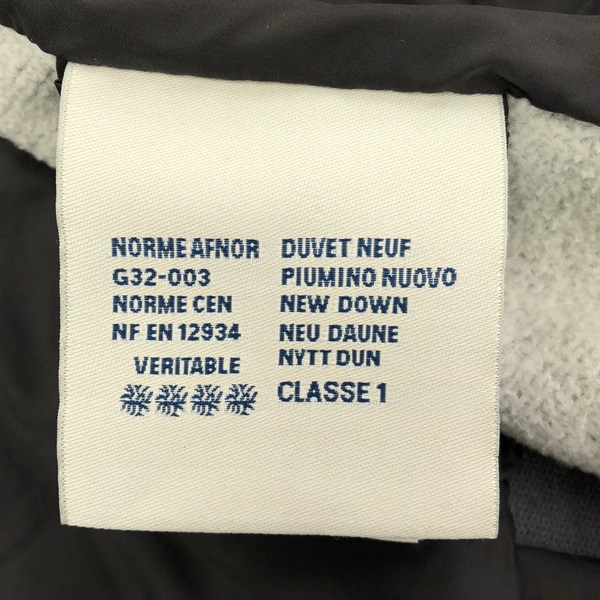 NORME AFNOR
G32-003
NORME CEN
NF EN 12934
VERITABLE
DUVET NEUF
PIUMINO NUOVO
NEW DOWN
NEU DAUNE
NYTT DUN
CLASSE 1